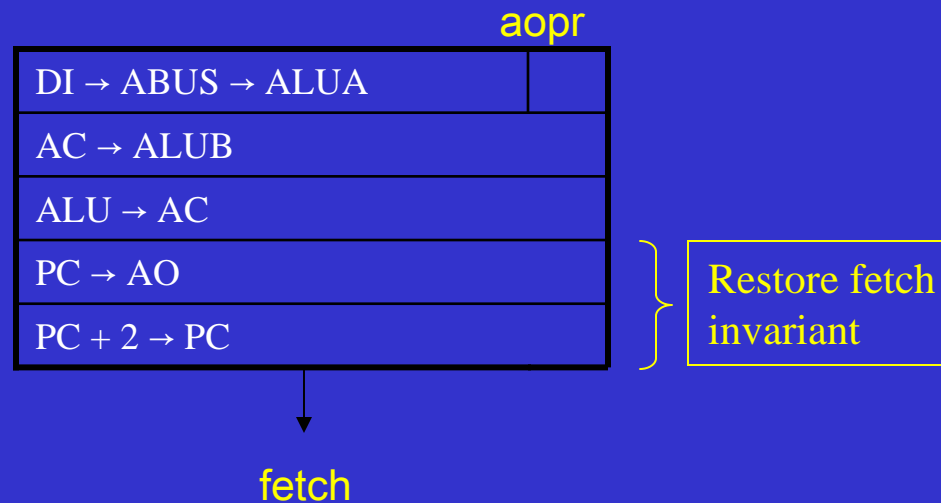 aopr
DI → ABUS → ALUA
AC → ALUB
ALU → AC
PC → AO
PC + 2 → PC
Restore fetch
invariant
fetch